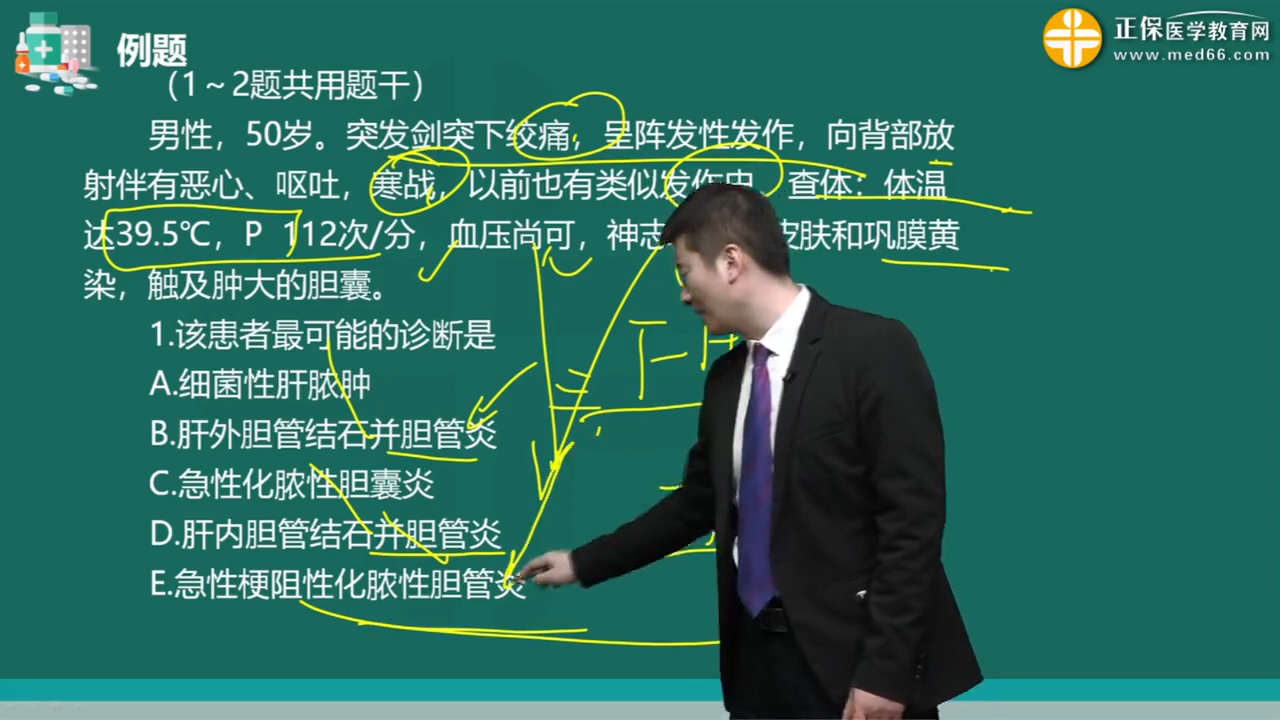 例题
正保医学教育网
www.med66.com
（1～2题共用题干）
男性，50岁。突发剑突下绞痛，呈阵发性发作，向背部放
射伴有恶心、呕吐，寒战，以前也有类似发作史 查体：体温
达39.5℃，P 112次/分，血压尚可，神志 皮肤和巩膜黄
染，触及肿大的胆囊。
1.该患者最可能的诊断是
A.细菌性肝脓肿
B.肝外胆管结石并胆管炎
C.急性化脓性胆囊炎
D.肝内胆管结石并胆管炎
E.急性梗阻性化脓性胆管炎